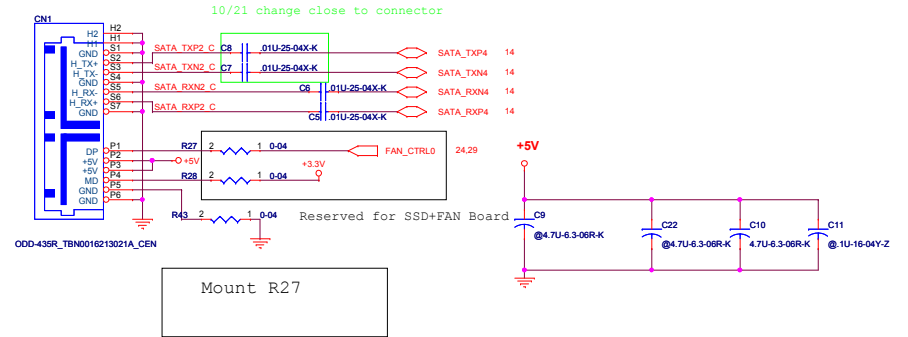 10/21 change close to connector
CN1
H2 H2
H1 H1
GND S1
H_TX+ S2 SATA_TXP2_C C8 .01U-25-04X-K SATA_TXP4 14
H_TX- S3 SATA_TXN2_C C7 .01U-25-04X-K SATA_TXN4 14
GND S4
H_RX- S5 SATA_RXN2_C C6 .01U-25-04X-K SATA_RXN4 14
H_RX+ S6
GND S7 SATA_RXP2_C C5 .01U-25-04X-K SATA_RXP4 14
DP P1 R27 2 1 0-04 FAN_CTRL0 24,29
+5V P2 +5V
+5V P3 +3.3V
MD P4 R28 2 1 0-04
GND P5
GND P6
R43 2 1 0-04
Reserved for SSD+FAN Board
ODD-435R_TBN0016213021A_CEN
Mount R27
+5V
C9 @4.7U-6.3-06R-K
C22 @4.7U-6.3-06R-K
C10 4.7U-6.3-06R-K
C11 @.1U-16-04Y-Z